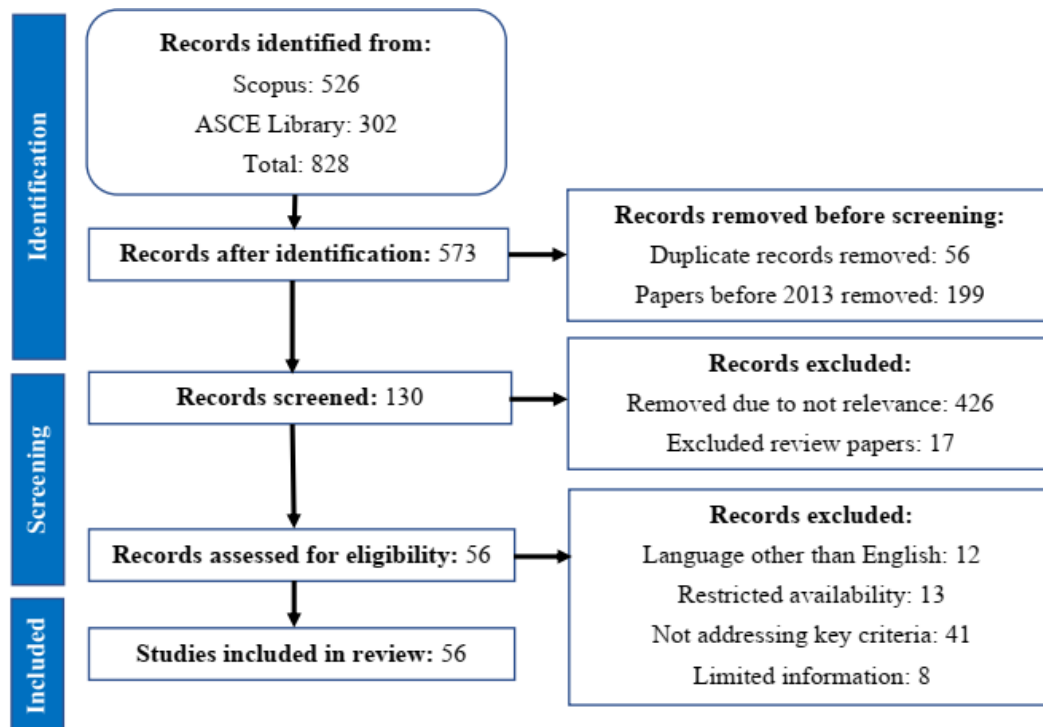 Identification
Records identified from:
Scopus: 526
ASCE Library: 302
Total: 828
Records after identification: 573
Records removed before screening:
Duplicate records removed: 56
Papers before 2013 removed: 199
Screening
Records screened: 130
Records excluded:
Removed due to not relevance: 426
Excluded review papers: 17
Records assessed for eligibility: 56
Records excluded:
Language other than English: 12
Restricted availability: 13
Not addressing key criteria: 41
Limited information: 8
Included
Studies included in review: 56